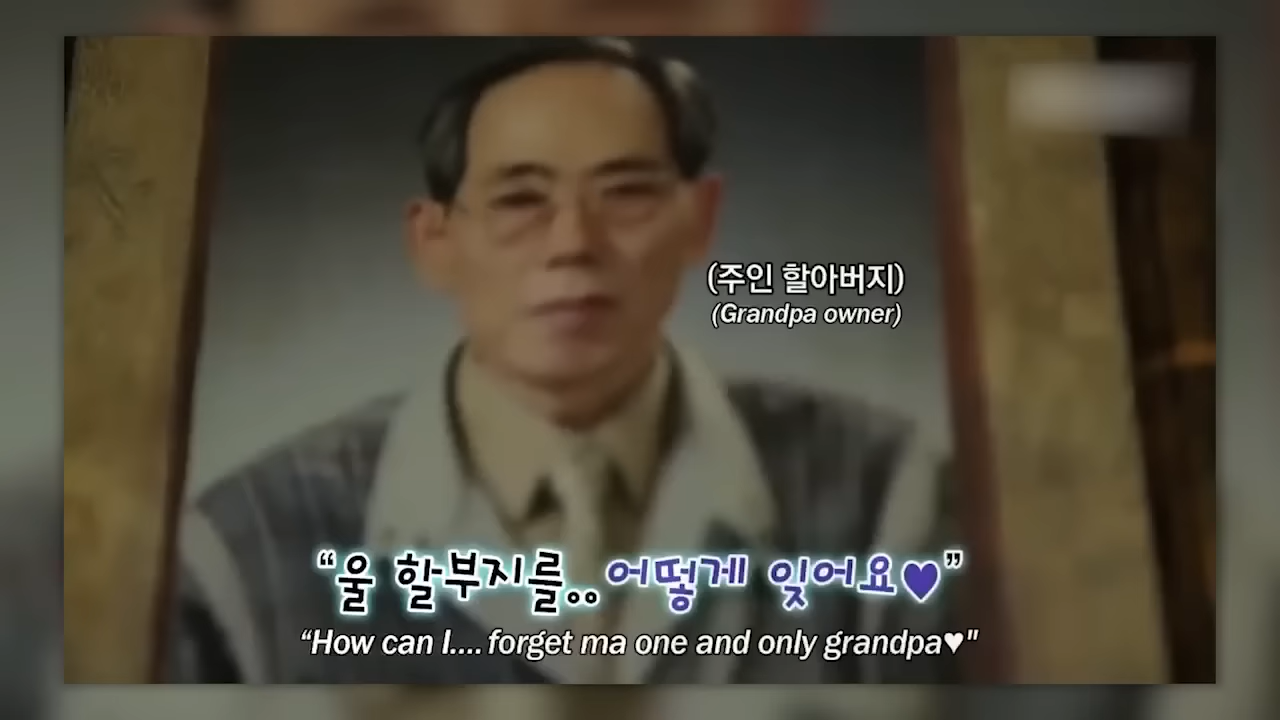 (주인 할아버지)
(Grandpa owner)
“울 할부지를.. 어떻게 잊어요♥”
“How can I.... forget ma one and only grandpa♥"